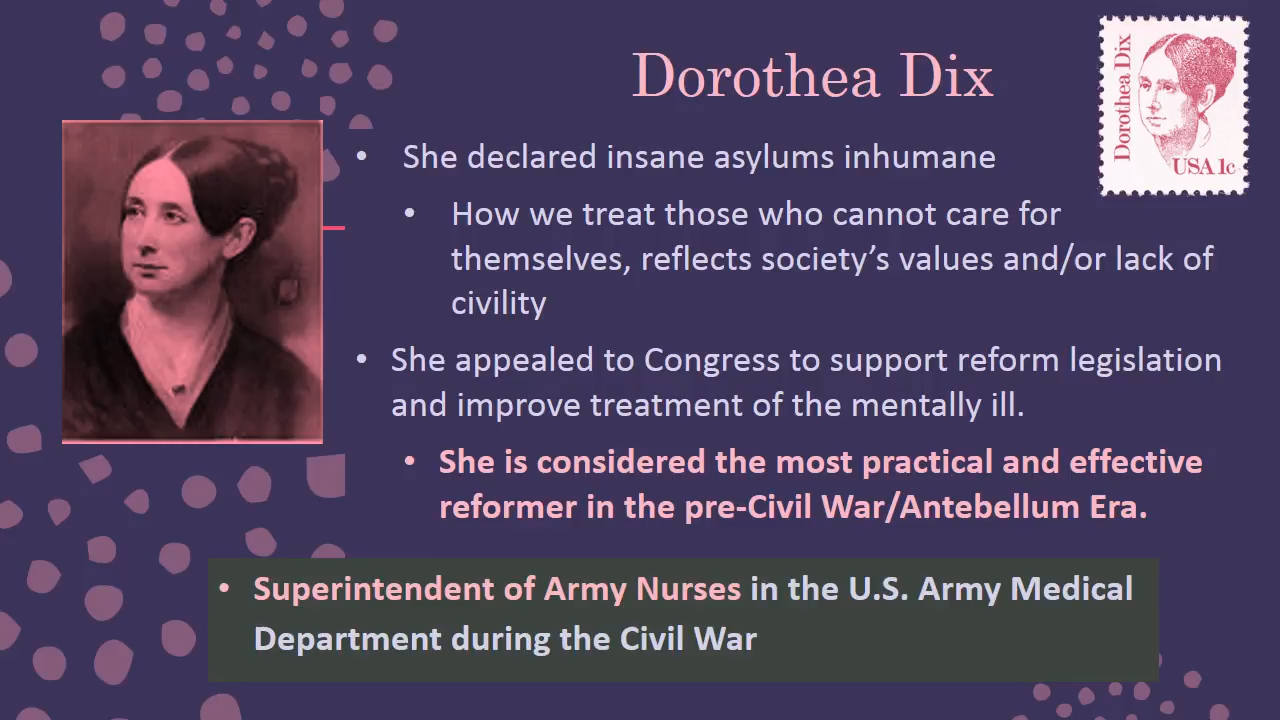 Dorothea Dix
Dorothea Dix
USA 1c
• She declared insane asylums inhumane
• How we treat those who cannot care for
themselves, reflects society’s values and/or lack of
civility
• She appealed to Congress to support reform legislation
and improve treatment of the mentally ill.
• She is considered the most practical and effective
reformer in the pre-Civil War/Antebellum Era.
• Superintendent of Army Nurses in the U.S. Army Medical
Department during the Civil War